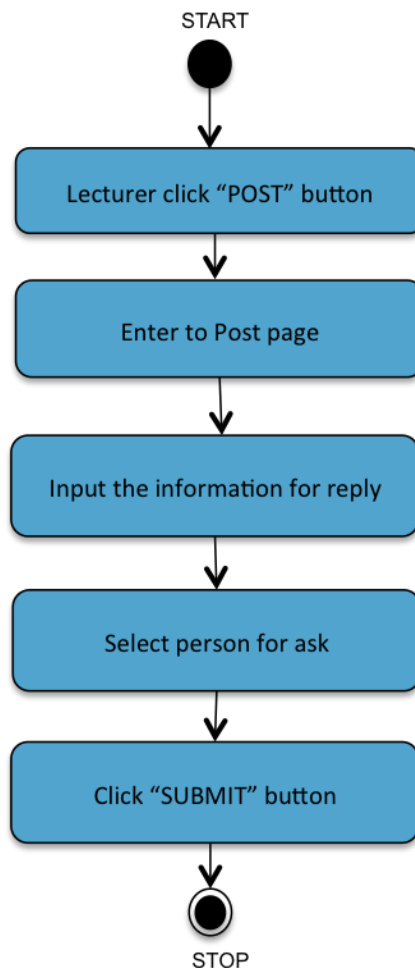 START
Lecturer click “POST” button
Enter to Post page
Input the information for reply
Select person for ask
Click “SUBMIT” button
STOP